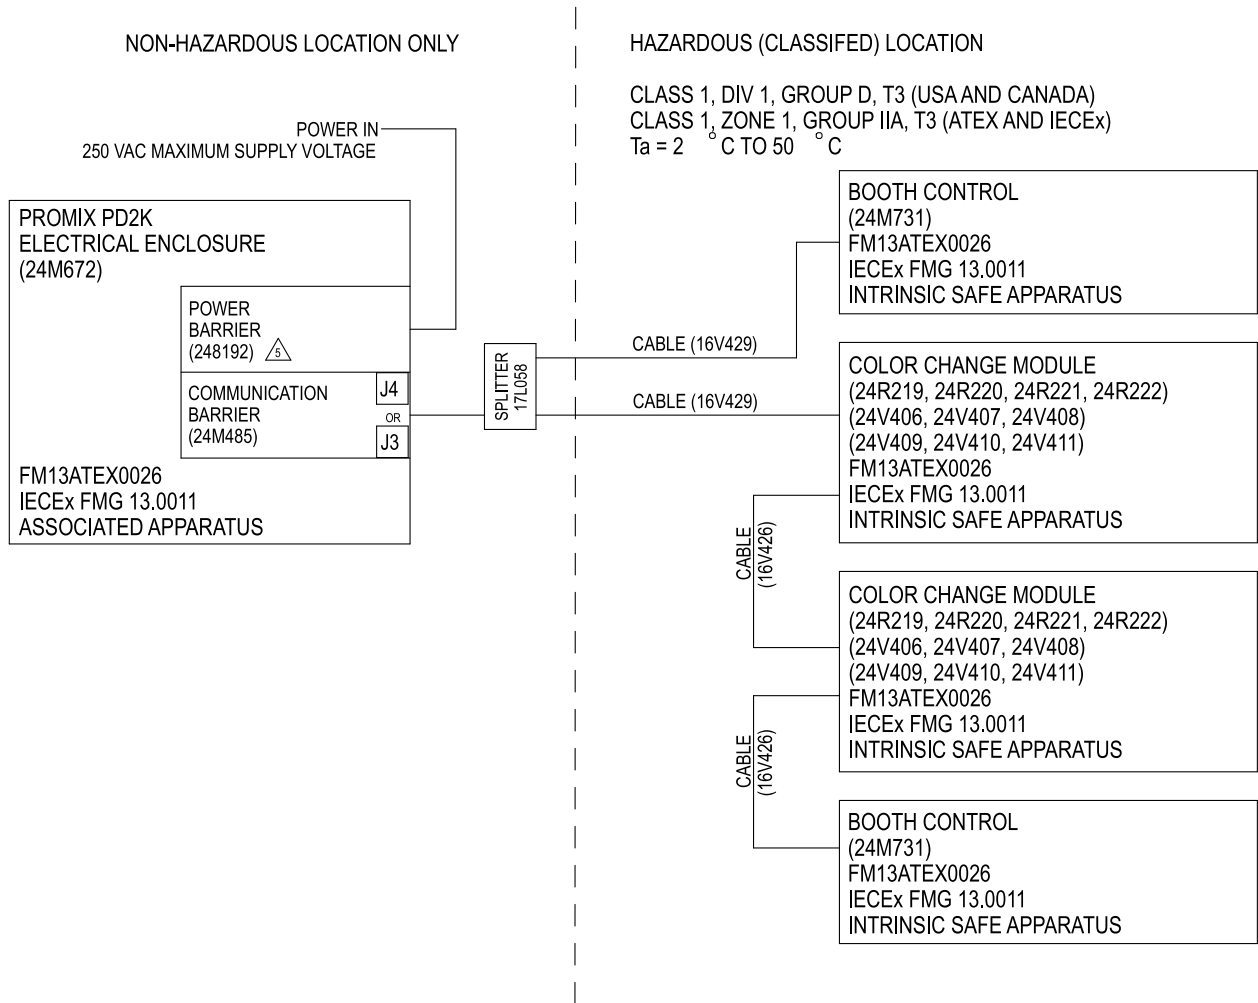 NON-HAZARDOUS LOCATION ONLY
HAZARDOUS (CLASSIFED) LOCATION
CLASS 1, DIV 1, GROUP D, T3 (USA AND CANADA)
CLASS 1, ZONE 1, GROUP IIA, T3 (ATEX AND IECEx)
Ta = 2 °C TO 50 °C
POWER IN
250 VAC MAXIMUM SUPPLY VOLTAGE
PROMIX PD2K
ELECTRICAL ENCLOSURE
(24M672)
POWER
BARRIER
(248192) 5
COMMUNICATION
BARRIER
(24M485)
J4
OR
J3
FM13ATEX0026
IECEx FMG 13.0011
ASSOCIATED APPARATUS
SPLITTER
17L058
CABLE (16V429)
CABLE (16V429)
BOOTH CONTROL
(24M731)
FM13ATEX0026
IECEx FMG 13.0011
INTRINSIC SAFE APPARATUS
COLOR CHANGE MODULE
(24R219, 24R220, 24R221, 24R222)
(24V406, 24V407, 24V408)
(24V409, 24V410, 24V411)
FM13ATEX0026
IECEx FMG 13.0011
INTRINSIC SAFE APPARATUS
CABLE
(16V426)
COLOR CHANGE MODULE
(24R219, 24R220, 24R221, 24R222)
(24V406, 24V407, 24V408)
(24V409, 24V410, 24V411)
FM13ATEX0026
IECEx FMG 13.0011
INTRINSIC SAFE APPARATUS
CABLE
(16V426)
BOOTH CONTROL
(24M731)
FM13ATEX0026
IECEx FMG 13.0011
INTRINSIC SAFE APPARATUS